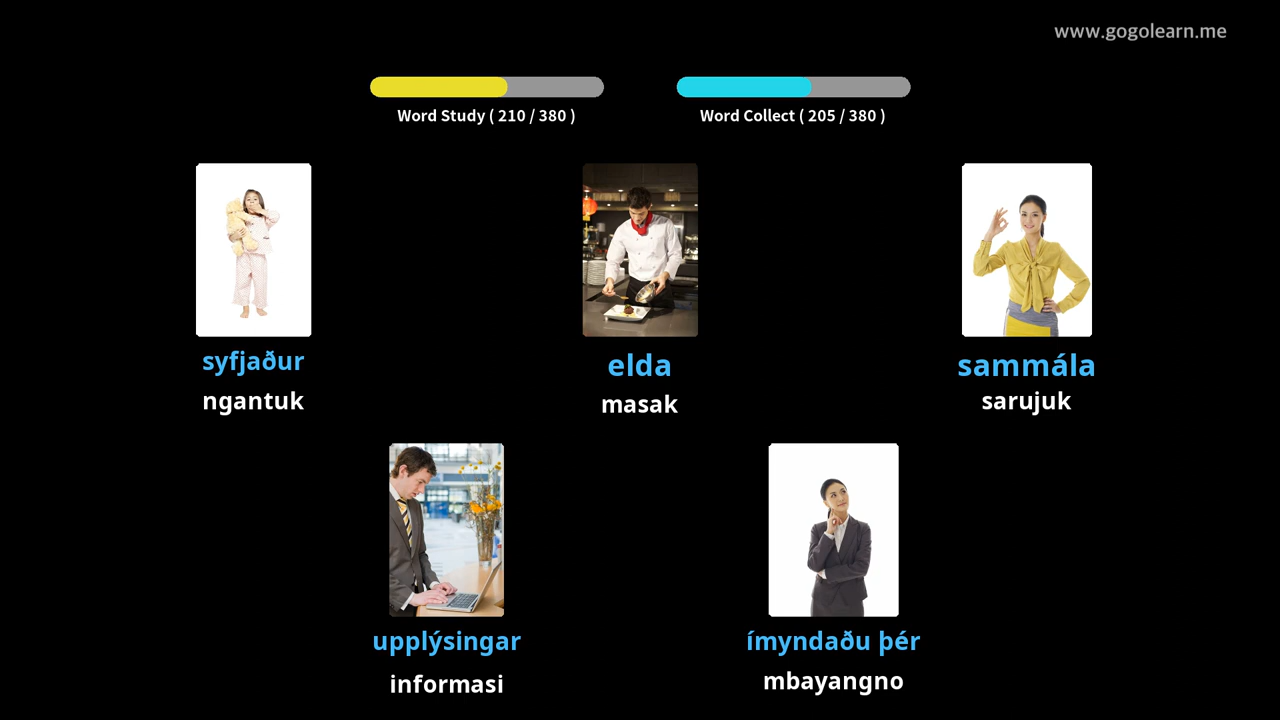 www.gogolearn.me
Word Study ( 210 / 380 )
Word Collect ( 205 / 380 )
syfjaður
ngantuk
elda
masak
sammála
sarujuk
upplýsingar
informasi
ímyndaðu þér
mbayangno